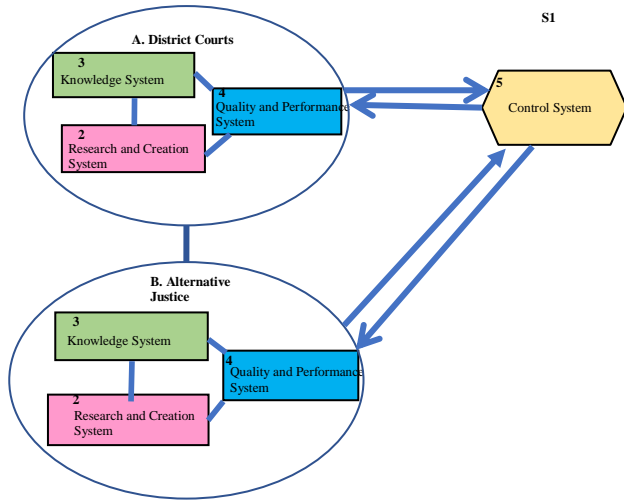 S1
A. District Courts
3
Knowledge System
4
Quality and Performance
System
2
Research and Creation
System
5
Control System
B. Alternative
Justice
3
Knowledge System
4
Quality and Performance
System
2
Research and Creation
System